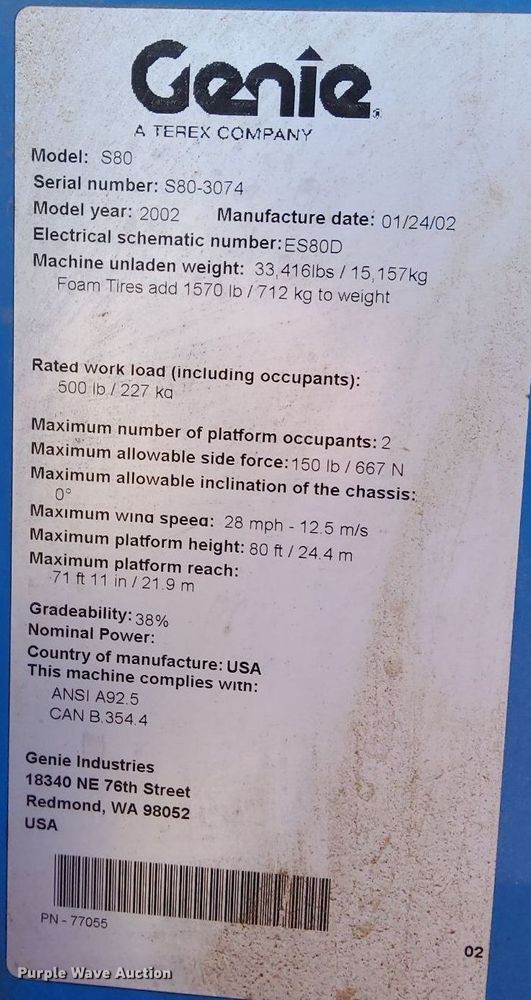 Genie
A TEREX COMPANY
Model: S80
Serial number: S80-3074
Model year: 2002 Manufacture date: 01/24/02
Electrical schematic number: ES80D
Machine unladen weight: 33,416lbs / 15,157kg
Foam Tires add 1570 lb / 712 kg to weight
Rated work load (including occupants):
500 lb / 227 kg
Maximum number of platform occupants: 2
Maximum allowable side force: 150 lb / 667 N
Maximum allowable inclination of the chassis:
0°
Maximum wind speed: 28 mph - 12.5 m/s
Maximum platform height: 80 ft / 24.4 m
Maximum platform reach:
71 ft 11 in / 21.9 m
Gradeability: 38%
Nominal Power:
Country of manufacture: USA
This machine complies with:
ANSI A92.5
CAN B.354.4
Genie Industries
18340 NE 76th Street
Redmond, WA 98052
USA
PN - 77055
02
Purple Wave Auction